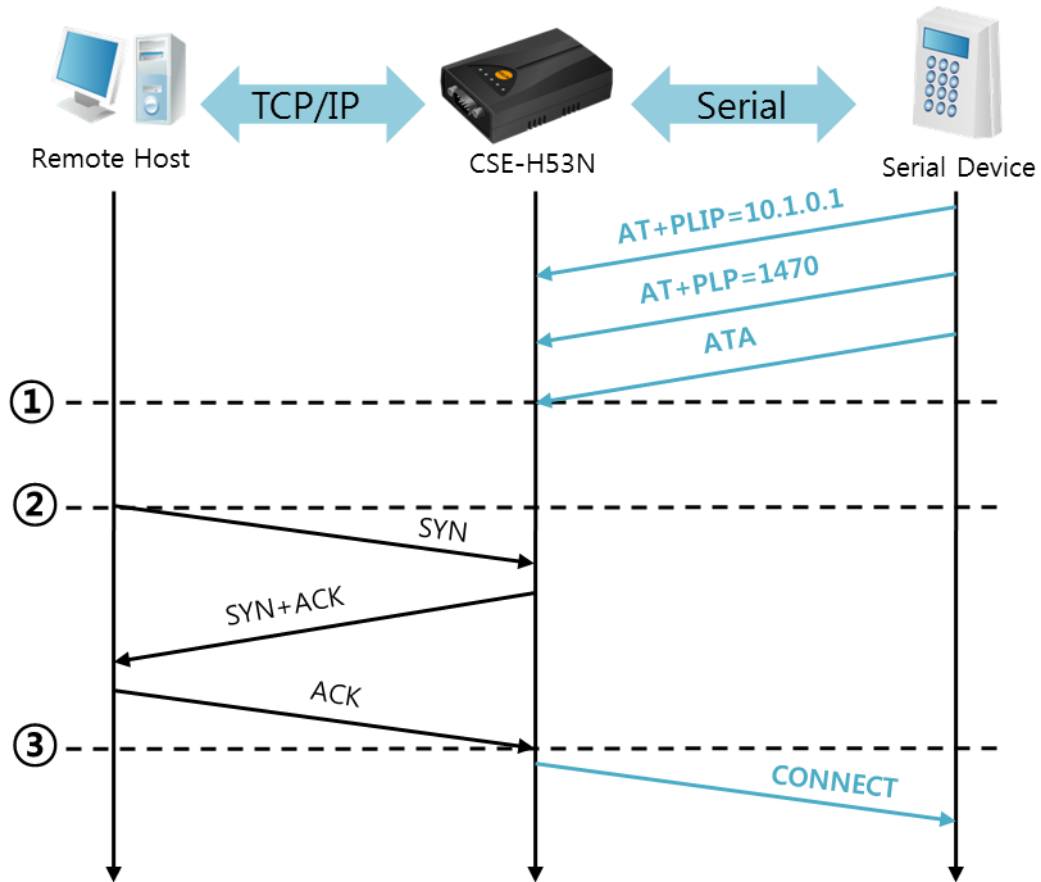 TCP/IP
Serial
Remote Host
CSE-H53N
Serial Device
AT+PLIP=10.1.0.1
AT+PLP=1470
ATA
①
②
SYN
SYN+ACK
ACK
③
CONNECT